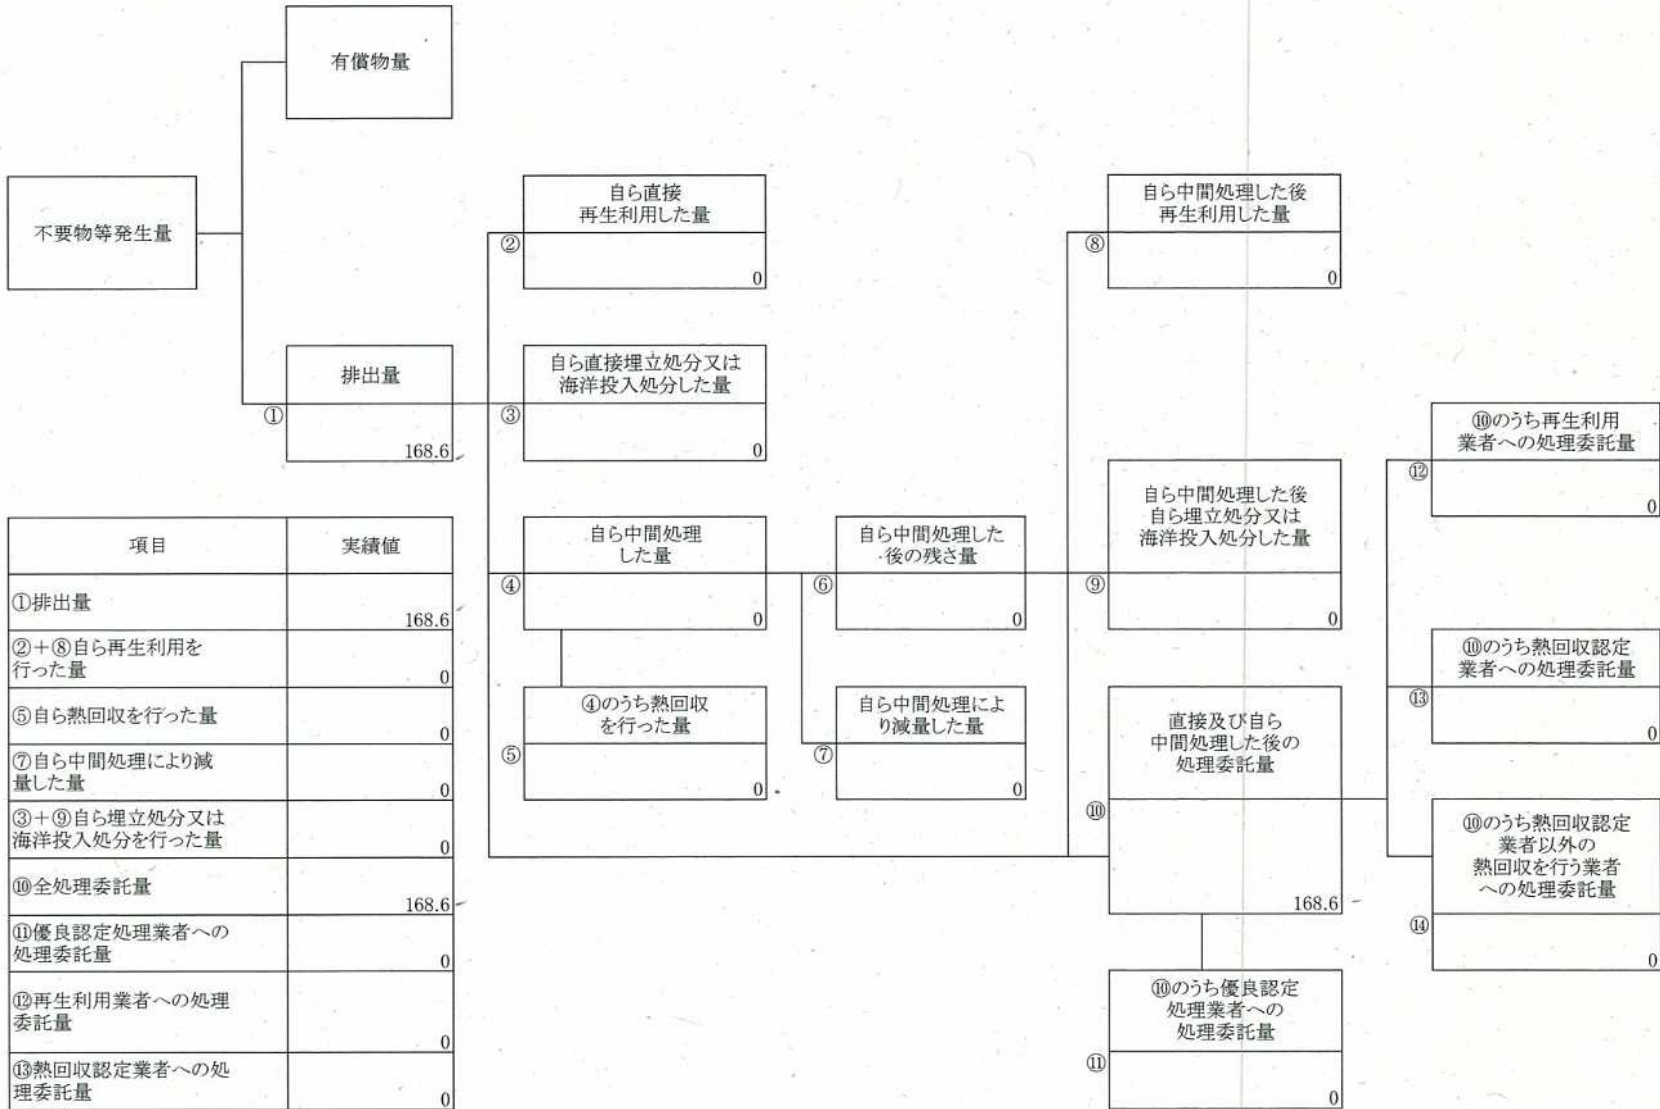 有償物量
不要物等発生量
排出量
①
168.6
自ら直接
再生利用した量
②
0
自ら直接埋立処分又は
海洋投入処分した量
③
0
自ら中間処理
した量
④
0
④のうち熱回収
を行った量
⑤
0
自ら中間処理した
後の残さ量
⑥
0
自ら中間処理によ
り減量した量
⑦
0
自ら中間処理した後
再生利用した量
⑧
0
自ら中間処理した後
自ら埋立処分又は
海洋投入処分した量
⑨
0
直接及び自ら
中間処理した後の
処理委託量
⑩
168.6
⑩のうち優良認定
処理業者への
処理委託量
⑪
0
⑩のうち再生利用
業者への処理委託量
⑫
0
⑩のうち熱回収認定
業者への処理委託量
⑬
0
⑩のうち熱回収認定
業者以外の
熱回収を行う業者
への処理委託量
⑭
0
項目 実績値
①排出量
168.6
②+⑧自ら再生利用を
行った量
0
⑤自ら熱回収を行った量
0
⑦自ら中間処理により減
量した量
0
③+⑨自ら埋立処分又は
海洋投入処分を行った量
0
⑩全処理委託量
168.6
⑪優良認定処理業者への
処理委託量
0
⑫再生利用業者への処理
委託量
0
⑬熱回収認定業者への処
理委託量
0